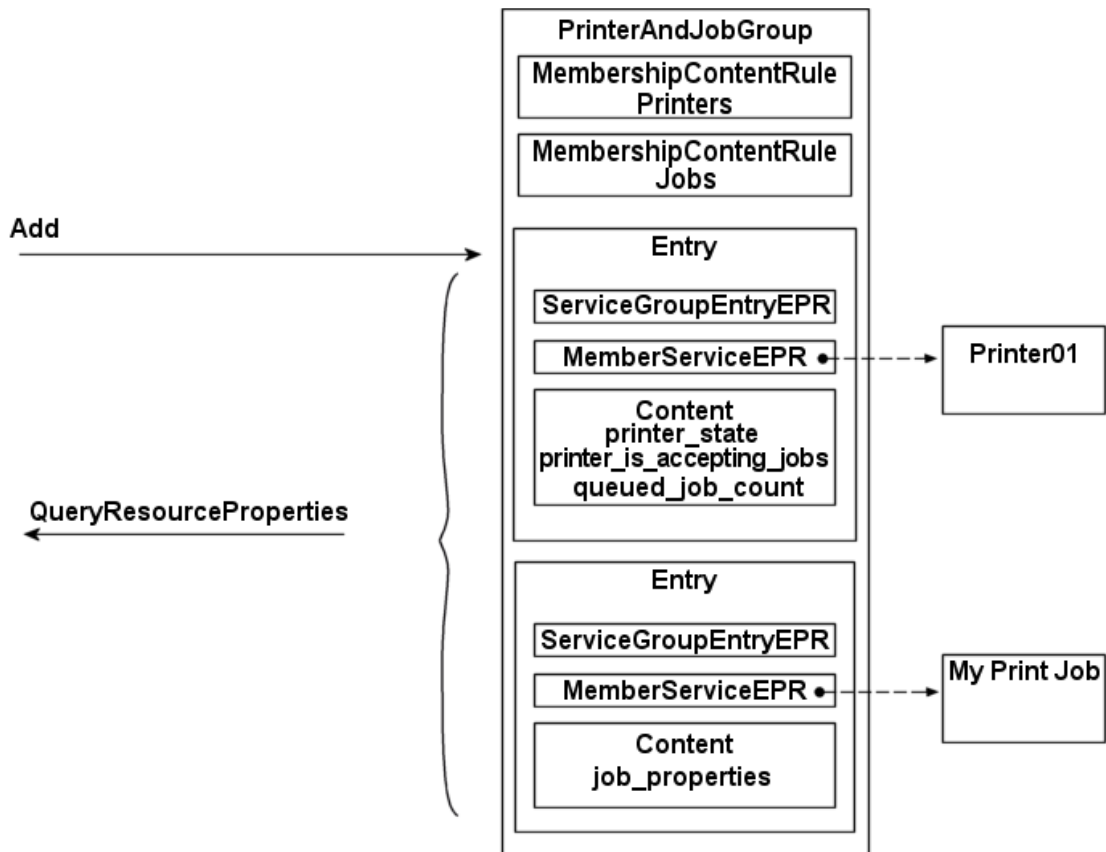 PrinterAndJobGroup
MembershipContentRule
Printers
MembershipContentRule
Jobs
Add
Entry
ServiceGroupEntryEPR
MemberServiceEPR
Printer01
Content
printer_state
printer_is_accepting_jobs
queued_job_count
QueryResourceProperties
Entry
ServiceGroupEntryEPR
MemberServiceEPR
My Print Job
Content
job_properties